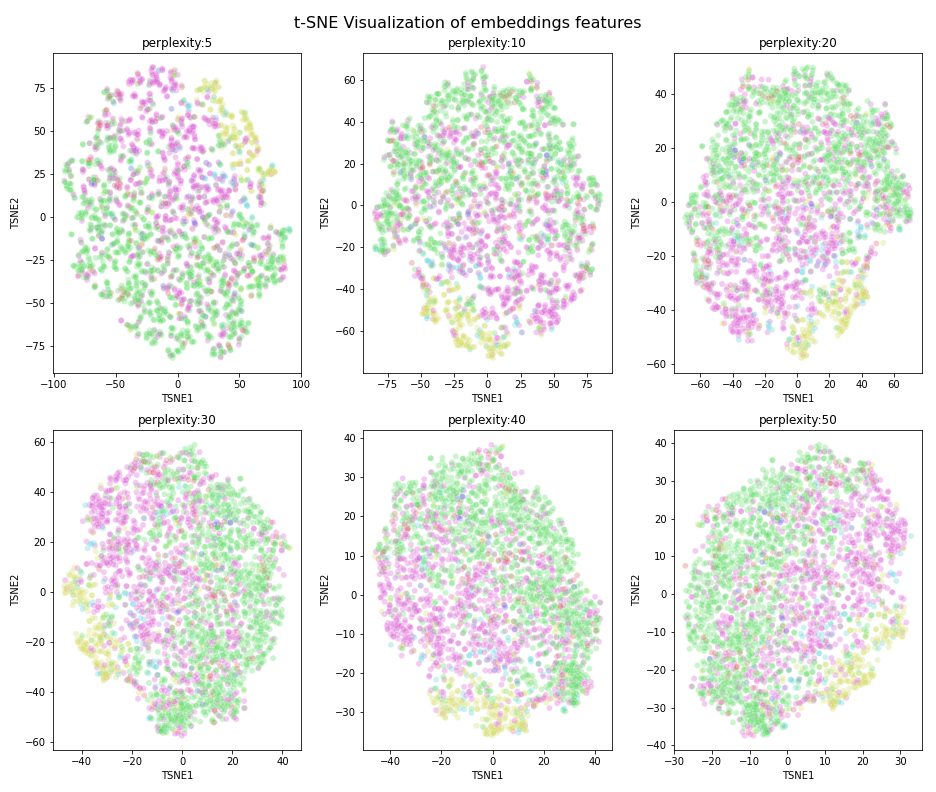 t-SNE Visualization of embeddings features
perplexity:5 perplexity:10 perplexity:20
75
50
25
0
−25
−50
−75
TSNE2
−100 −50 0 50 100
TSNE1
60
40
20
0
−20
−40
−60
TSNE2
−75 −50 −25 0 25 50 75
TSNE1
40
20
0
−20
−40
−60
TSNE2
−60 −40 −20 0 20 40 60
TSNE1
perplexity:30 perplexity:40 perplexity:50
60
40
20
0
−20
−40
−60
TSNE2
−40 −20 0 20 40
TSNE1
40
30
20
10
0
−10
−20
−30
TSNE2
−40 −20 0 20 40
TSNE1
40
30
20
10
0
−10
−20
−30
−40
TSNE2
−30 −20 −10 0 10 20 30
TSNE1